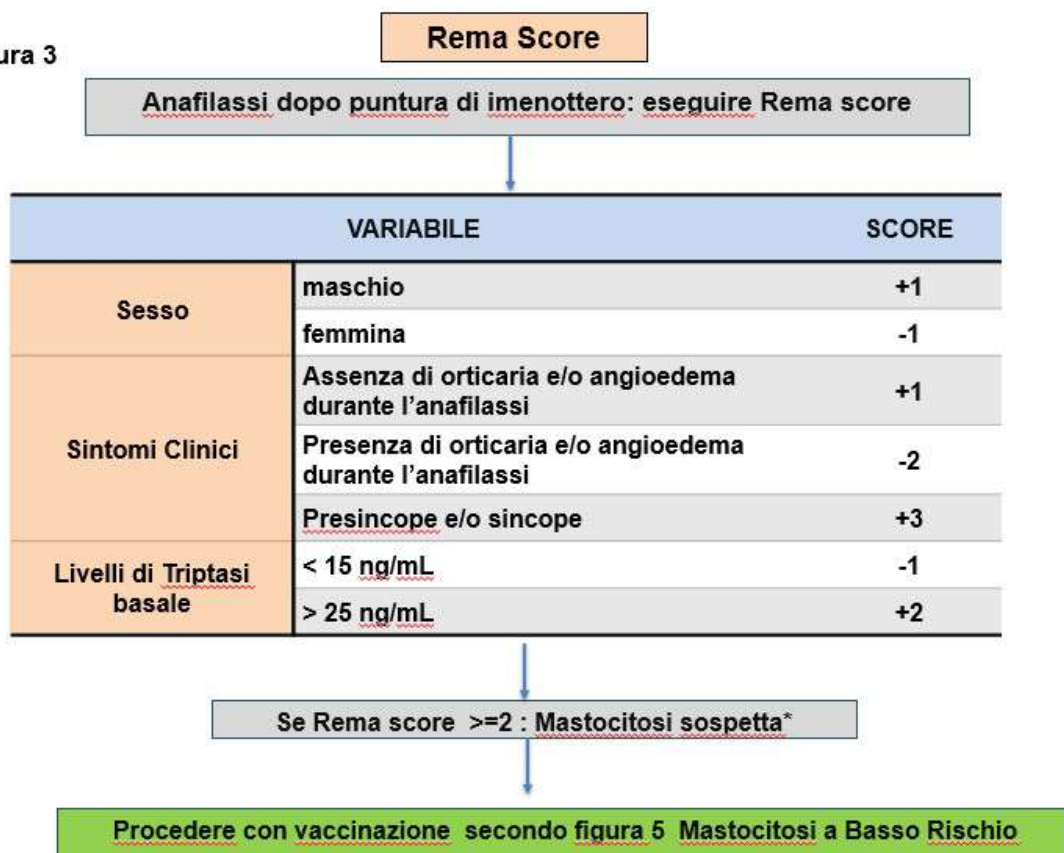 Rema Score
ura 3
Anafilassi dopo puntura di imenottero: eseguire Rema score
VARIABILE SCORE
Sesso
maschio +1
femmina -1
Sintomi Clinici
Assenza di orticaria e/o angioedema
durante l'anafilassi +1
Presenza di orticaria e/o angioedema
durante l'anafilassi -2
Presincope e/o sincope +3
Livelli di Triptasi
basale
< 15 ng/mL -1
> 25 ng/mL +2
Se Rema score >=2 : Mastocitosi sospetta*
Procedere con vaccinazione secondo figura 5 Mastocitosi a Basso Rischio